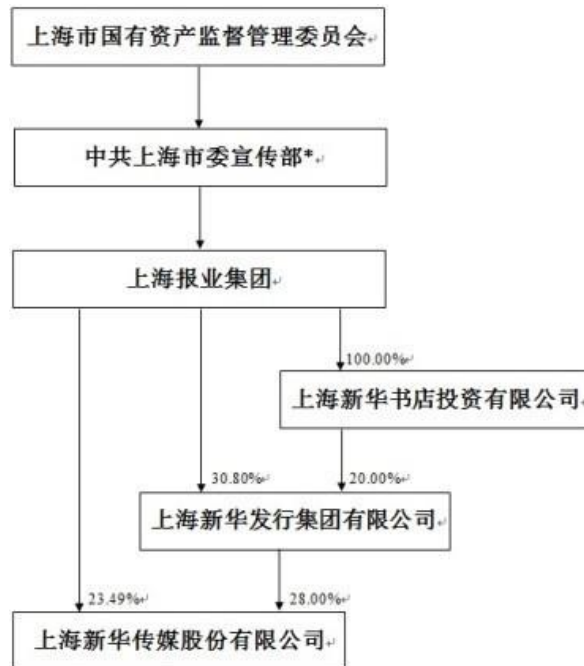 上海市国有资产监督管理委员会
中共上海市委宣传部*
上海报业集团
100.00%
上海新华书店投资有限公司
30.80%
20.00%
上海新华发行集团有限公司
23.49%
28.00%
上海新华传媒股份有限公司